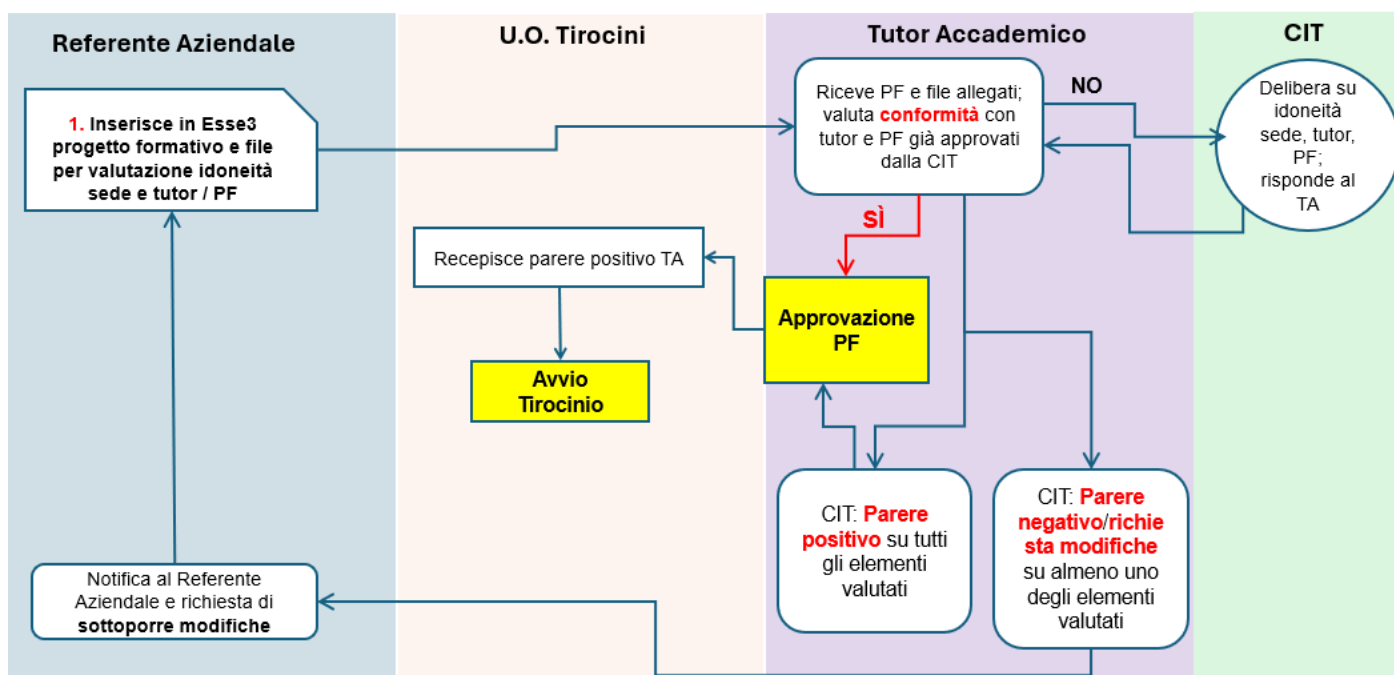 Referente Aziendale
U.O. Tirocini
Tutor Accademico
CIT
1. Inserisce in Esse3
progetto formativo e file
per valutazione idoneità
sede e tutor / PF
Riceve PF e file allegati;
valuta conformità con
tutor e PF già approvati
dalla CIT
NO
Delibera su
idoneità
sede, tutor,
PF;
risponde al
TA
SÌ
Recepisce parere positivo TA
Approvazione
PF
Avvio
Tirocinio
CIT: Parere
positivo su tutti
gli elementi
valutati
CIT: Parere
negativo/richie
sta modifiche
su almeno uno
degli elementi
valutati
Notifica al Referente
Aziendale e richiesta di
sottoporre modifiche